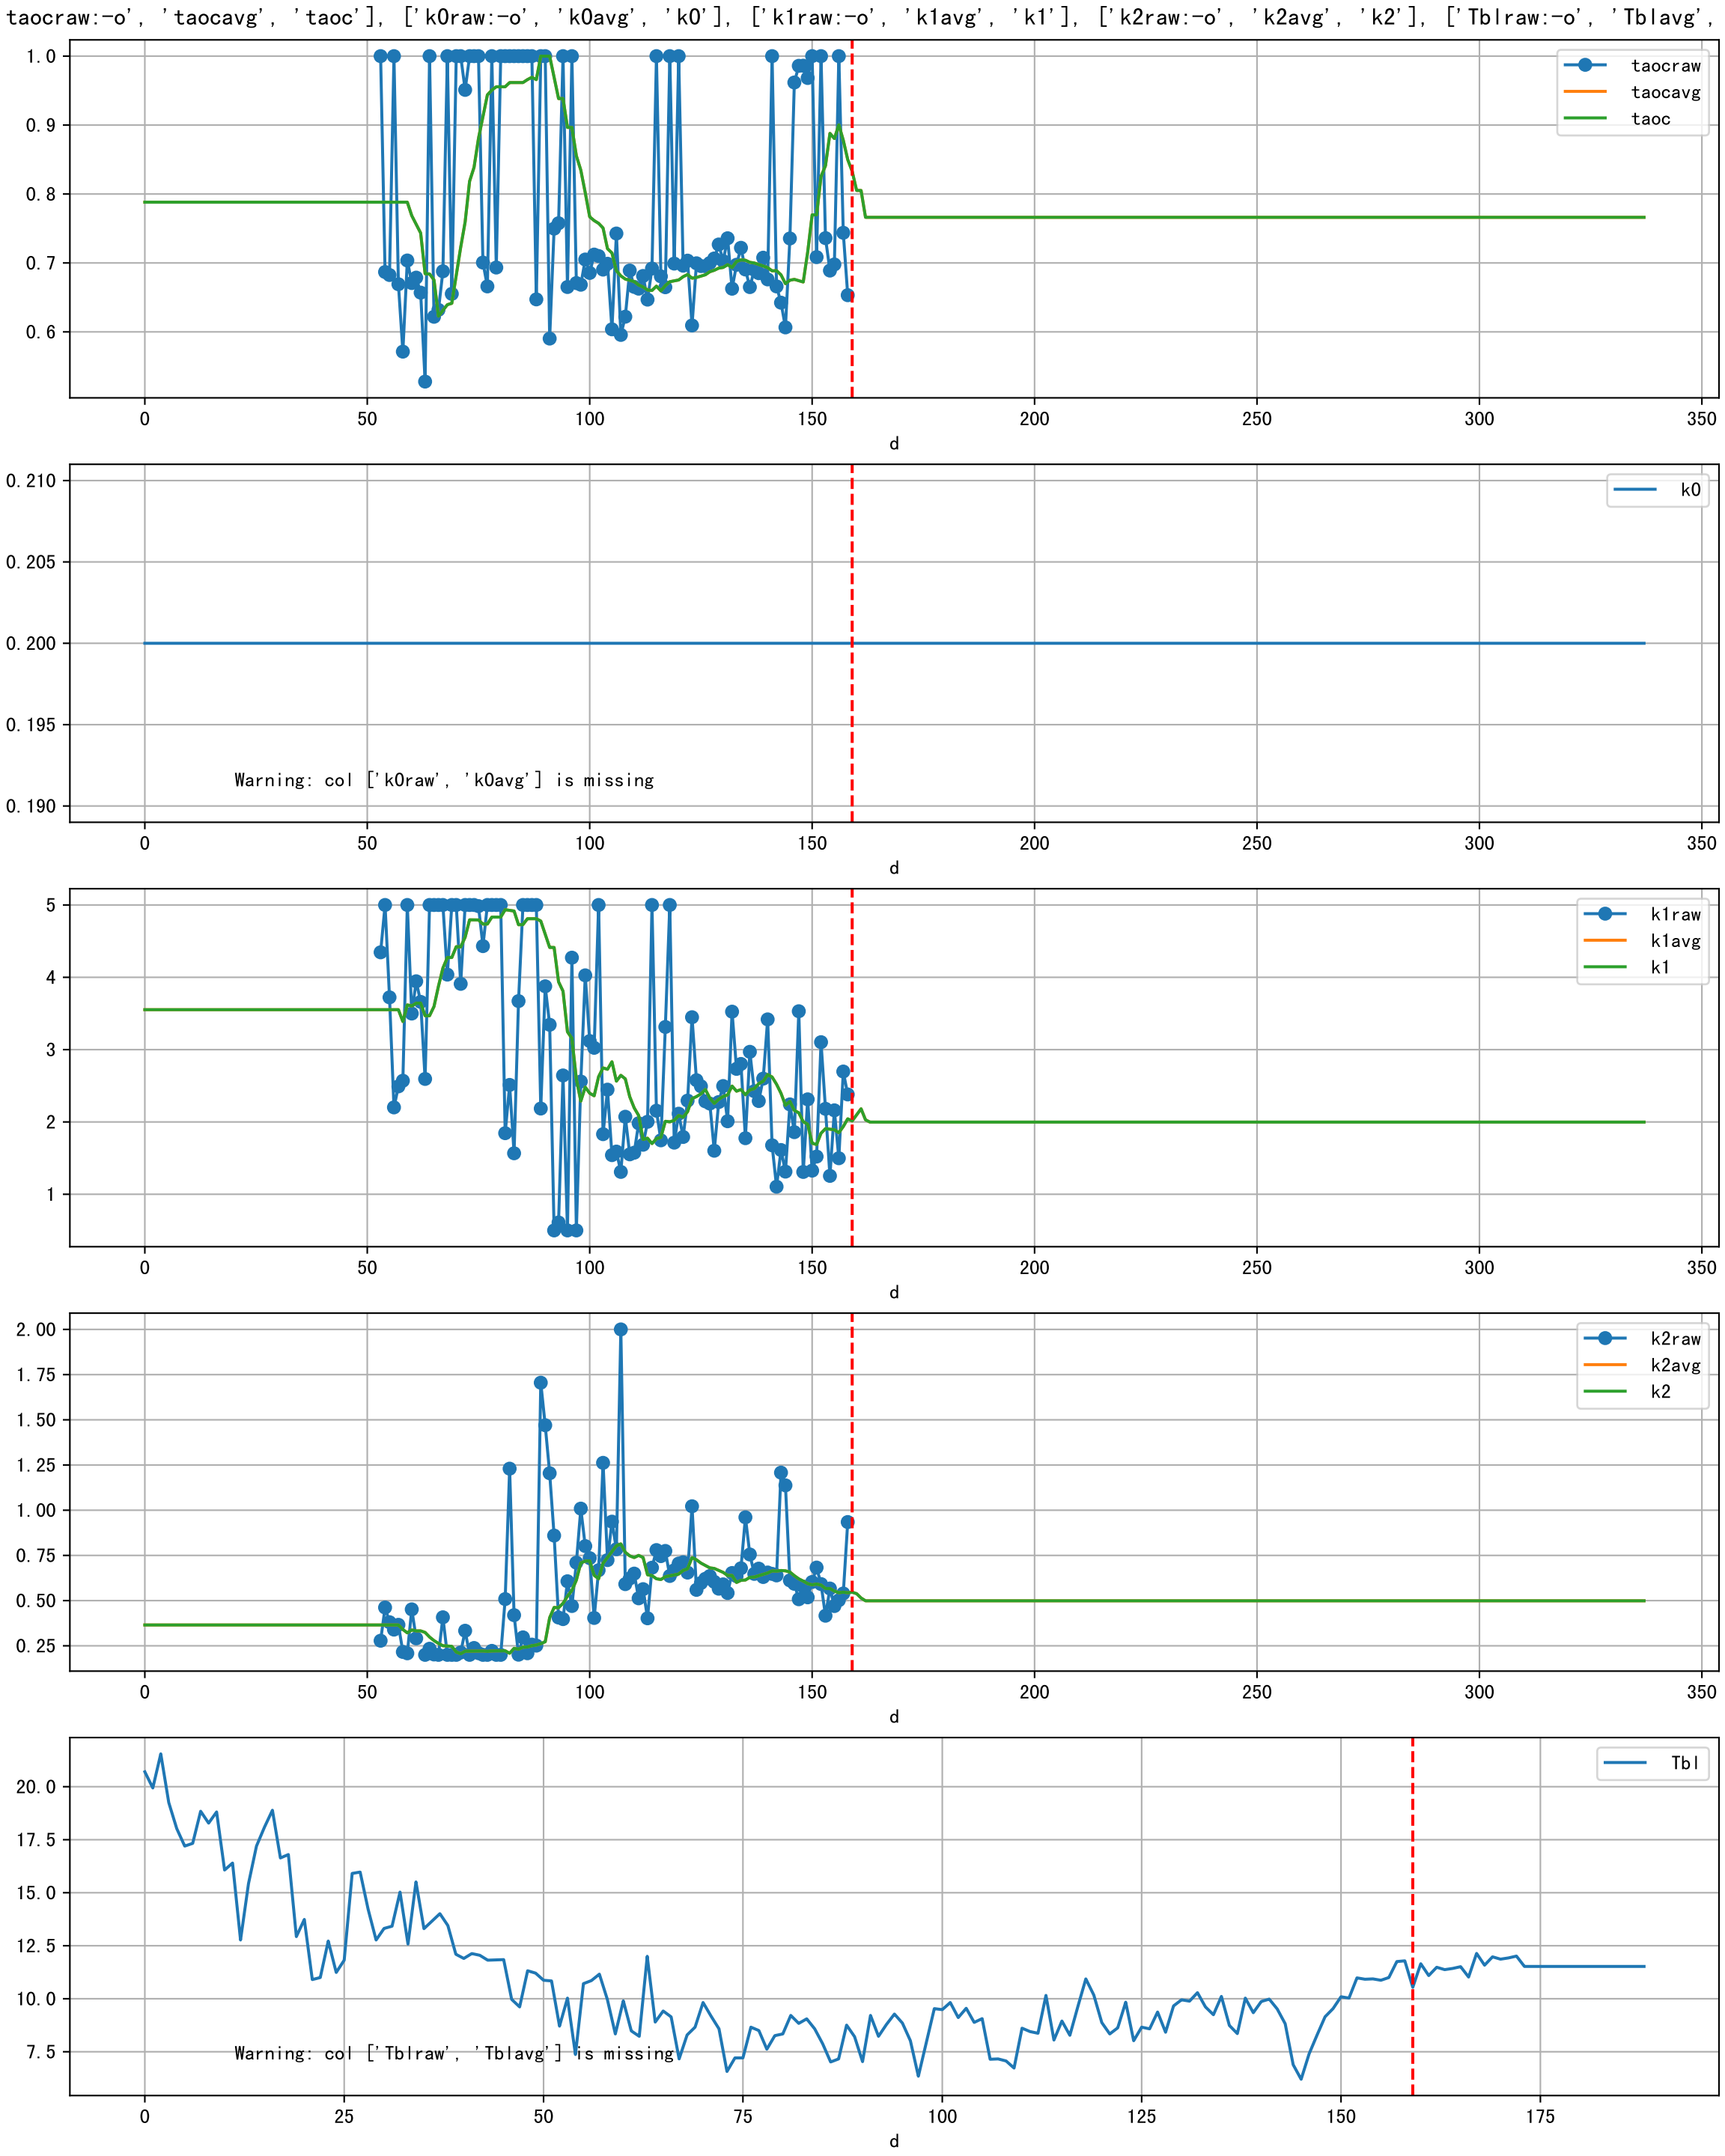 taocraw:-o', 'taocavg', 'taoc'], ['k0raw:-o', 'k0avg', 'k0'], ['k1raw:-o', 'k1avg', 'k1'], ['k2raw:-o', 'k2avg', 'k2'], ['Tblraw:-o', 'Tblavg',
1.0
0.9
0.8
0.7
0.6
taocraw
taocavg
taoc
0 50 100 150 200 250 300 350
d
0.210
0.205
0.200
0.195
0.190
k0
Warning: col ['k0raw', 'k0avg'] is missing
0 50 100 150 200 250 300 350
d
5
4
3
2
1
k1raw
k1avg
k1
0 50 100 150 200 250 300 350
d
2.00
1.75
1.50
1.25
1.00
0.75
0.50
0.25
k2raw
k2avg
k2
0 50 100 150 200 250 300 350
d
20.0
17.5
15.0
12.5
10.0
7.5
Tbl
Warning: col ['Tblraw', 'Tblavg'] is missing
0 25 50 75 100 125 150 175
d